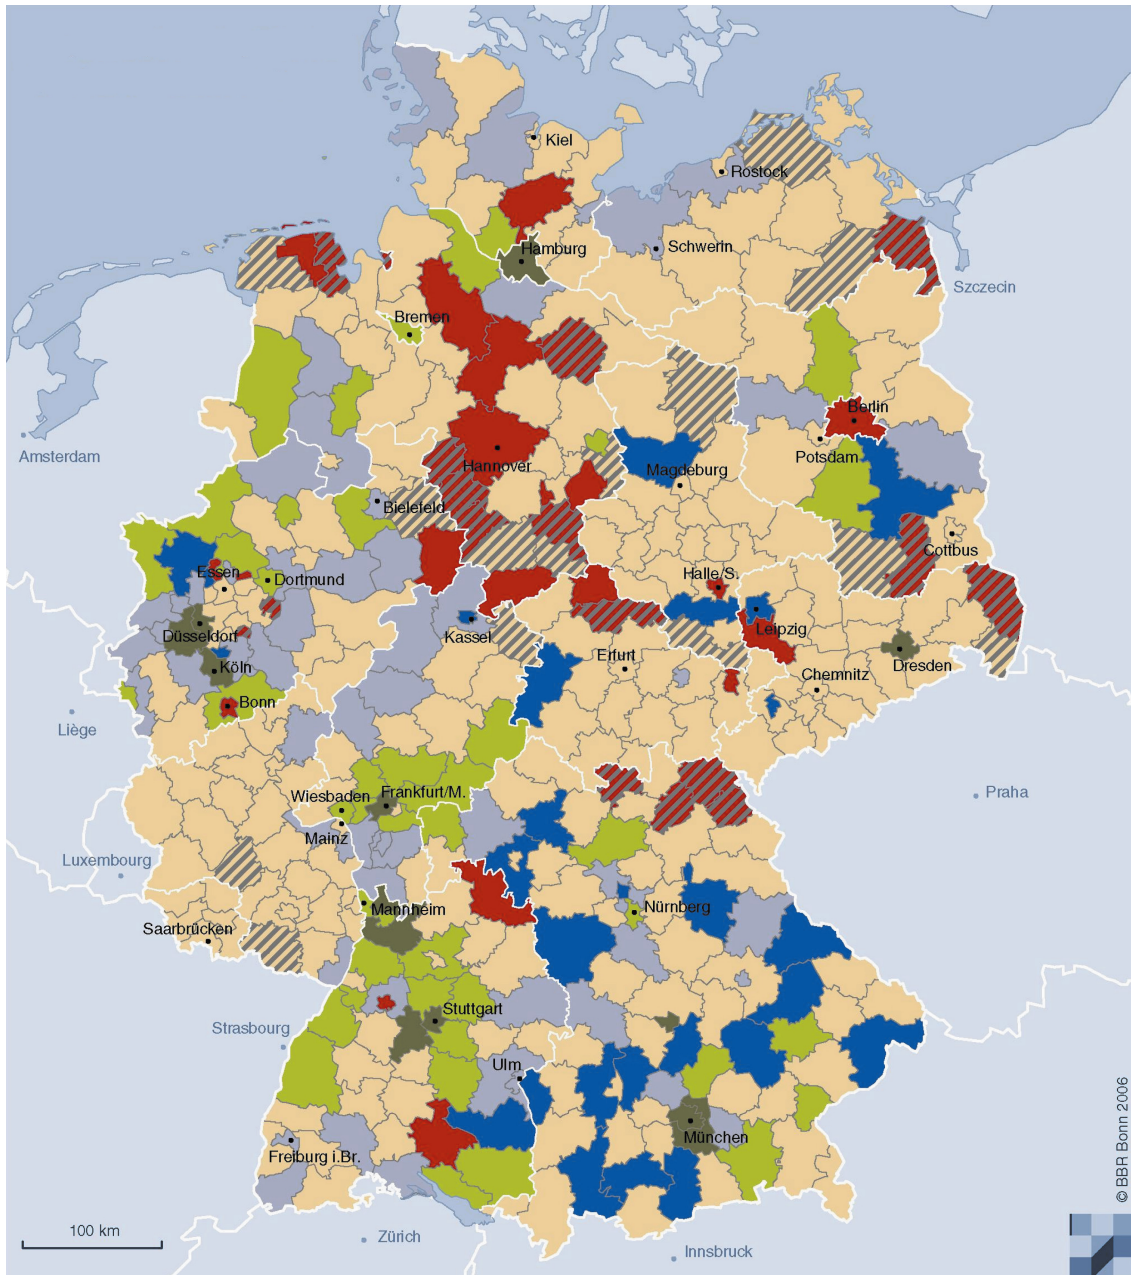 Kiel
Rostock
Schwerin
Hamburg
Szczecin
Bremen
Berlin
Amsterdam
Hannover
Potsdam
Magdeburg
Bielefeld
Cottbus
Essen
Dortmund
Halle/S.
Düsseldorf
Kassel
Leipzig
Köln
Erfurt
Dresden
Chemnitz
Bonn
Liège
Wiesbaden
Frankfurt/M.
Praha
Mainz
Luxembourg
Mannheim
Nürnberg
Saarbrücken
Stuttgart
Strasbourg
Ulm
München
Freiburg i.Br.
100 km
Zürich
Innsbruck
© BBR Bonn 2006